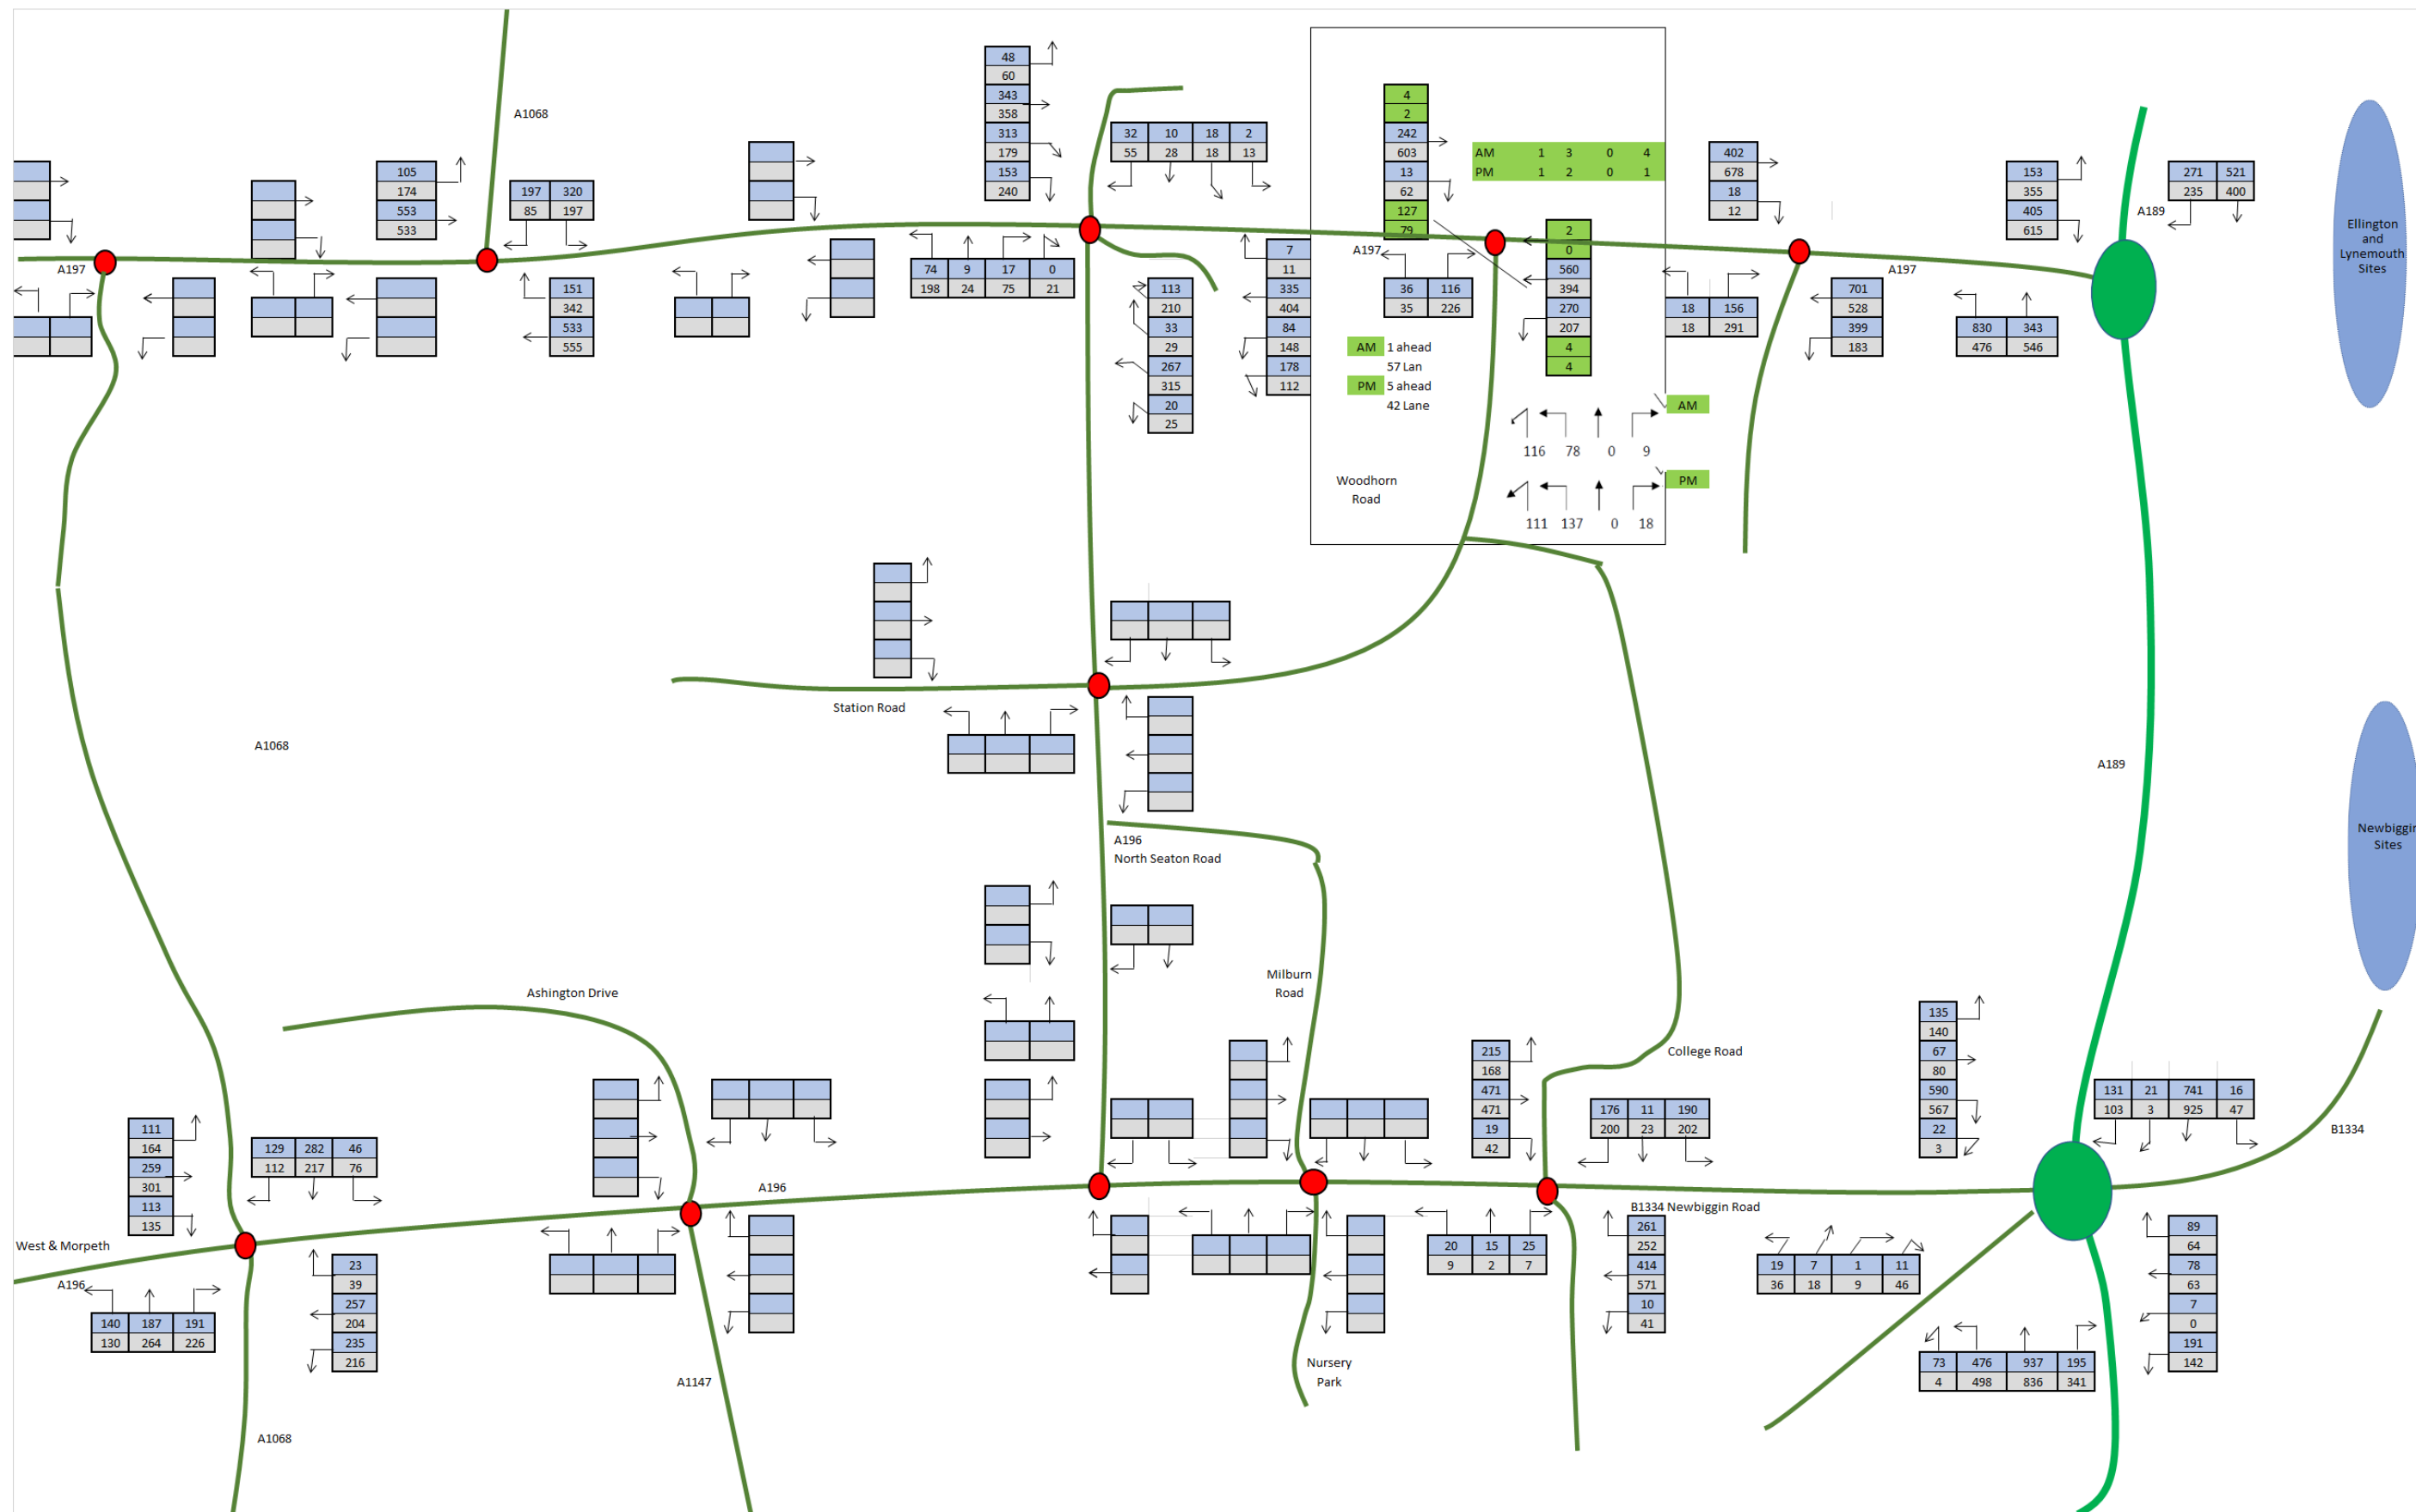 A1068
48
60
343
358
313
179
153
240
32 10 18 2
55 28 18 13
4
2
242
603
13
62
127
79
AM 1 3 0 4
PM 1 2 0 1
402
678
18
12
153
355
405
615
271 521
235 400
A189
Ellington
and
Lynemouth
Sites
105
174
553
533
197 320
85 197
A197
151
342
533
555
74 9 17 0
198 24 75 21
113
210
33
29
267
315
20
25
7
11
335
404
84
148
178
112
A197
36 116
35 226
2
0
560
394
270
207
4
4
AM 1 ahead
57 Lan
PM 5 ahead
42 Lane
18 156
18 291
A197
701
528
399
183
830 343
476 546
AM
116 78 0 9
PM
111 137 0 18
Woodhorn
Road
Station Road
A1068
A189
A196
North Seaton Road
Newbiggin
Sites
Ashington Drive
Milburn
Road
College Road
111
164
259
301
113
135
129 282 46
112 217 76
A196
215
168
471
471
19
42
176 11 190
200 23 202
135
140
67
80
590
567
22
3
131 21 741 16
103 3 925 47
B1334
West & Morpeth
A196
140 187 191
130 264 226
23
39
257
204
235
216
20 15 25
9 2 7
B1334 Newbiggin Road
261
252
414
571
10
41
19 7 1 11
36 18 9 46
89
64
78
63
7
0
191
142
73 476 937 195
4 498 836 341
A1147
Nursery
Park
A1068